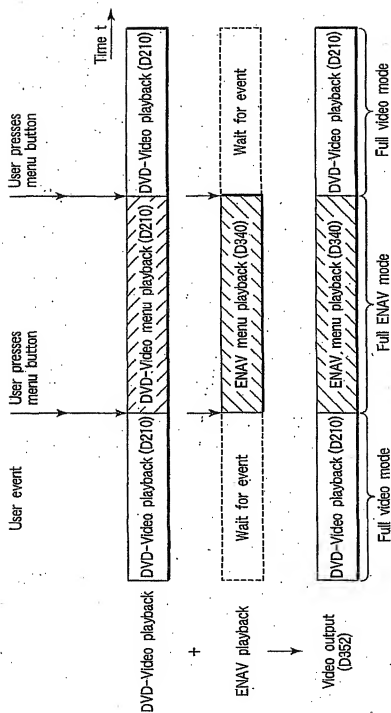 User event
User presses
menu button
User presses
menu button
Time t
DVD-Video playback
DVD-Video playback (D210)
DVD-Video menu playback (D210)
DVD-Video playback (D210)
+
ENAV playback
Wait for event
ENAV menu playback (D340)
Wait for event
Video output
(D352)
DVD-Video playback (D210)
ENAV menu playback (D340)
DVD-Video playback (D210)
Full video mode
Full ENAV mode
Full video mode